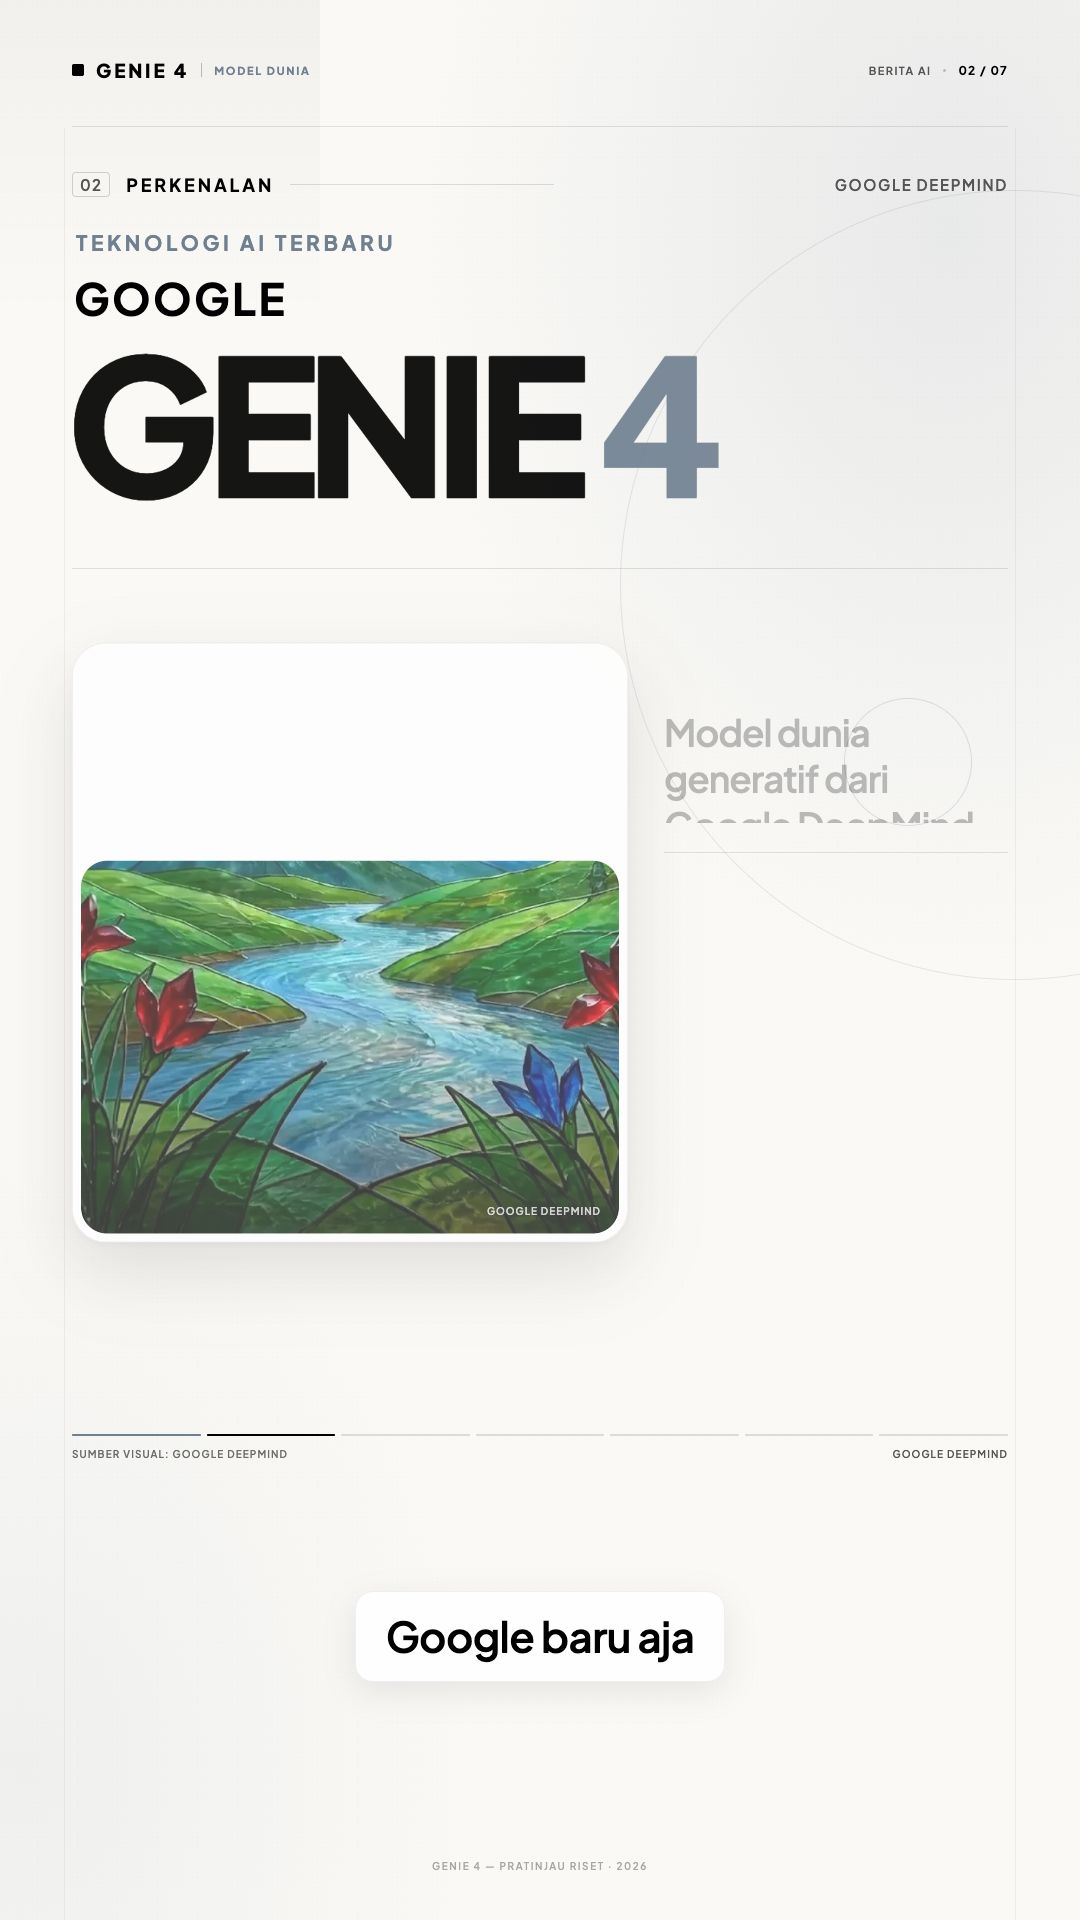 GENIE 4 MODEL DUNIA
BERITA AI • 02 / 07
02 PERKENALAN
GOOGLE DEEPMIND
TEKNOLOGI AI TERBARU
GOOGLE
GENIE 4
Model dunia
generatif dari
Google DeepMind
GOOGLE DEEPMIND
SUMBER VISUAL: GOOGLE DEEPMIND
GOOGLE DEEPMIND
Google baru aja
GENIE 4 — PRATINJAU RISET · 2026